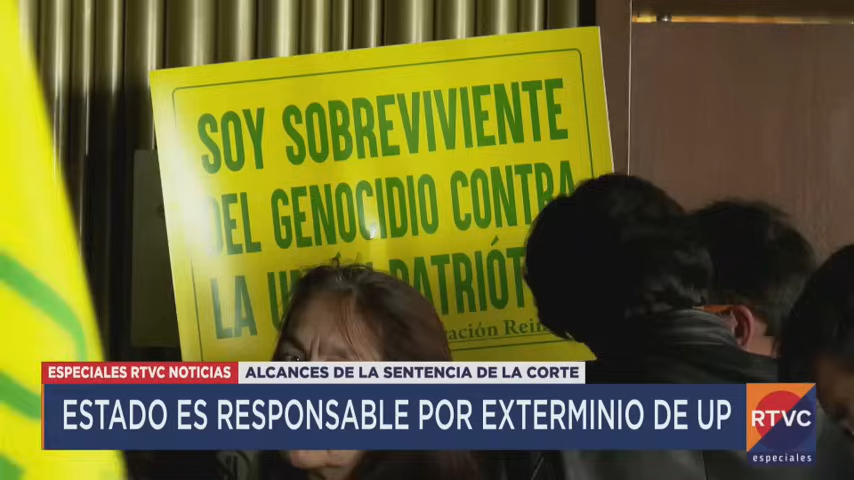 SOY SOBREVIVIENTE
DEL GENOCIDIO CONTRA
LA PATRIÓT
ESPECIALES RTVC NOTICIAS
ALCANCES DE LA SENTENCIA DE LA CORTE
ESTADO ES RESPONSABLE POR EXTERMINIO DE UP
RTVC
especiales